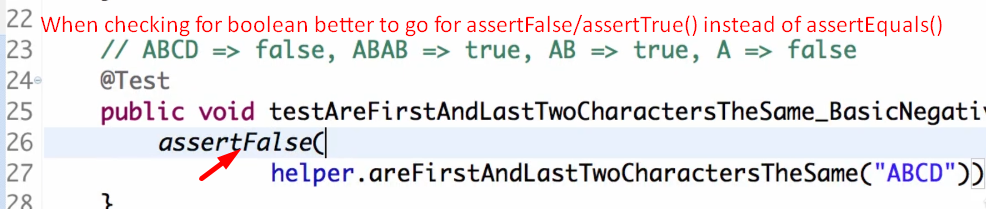 22 When checking for boolean better to go for assertFalse/assertTrue() instead of assertEquals()
23 // ABCD => false, ABAB => true, AB => true, A => false
24 @Test
25 public void testAreFirstAndLastTwoCharactersTheSame_BasicNegativ
26 assertFalse(
27 helper.areFirstAndLastTwoCharactersTheSame("ABCD"))
28 }